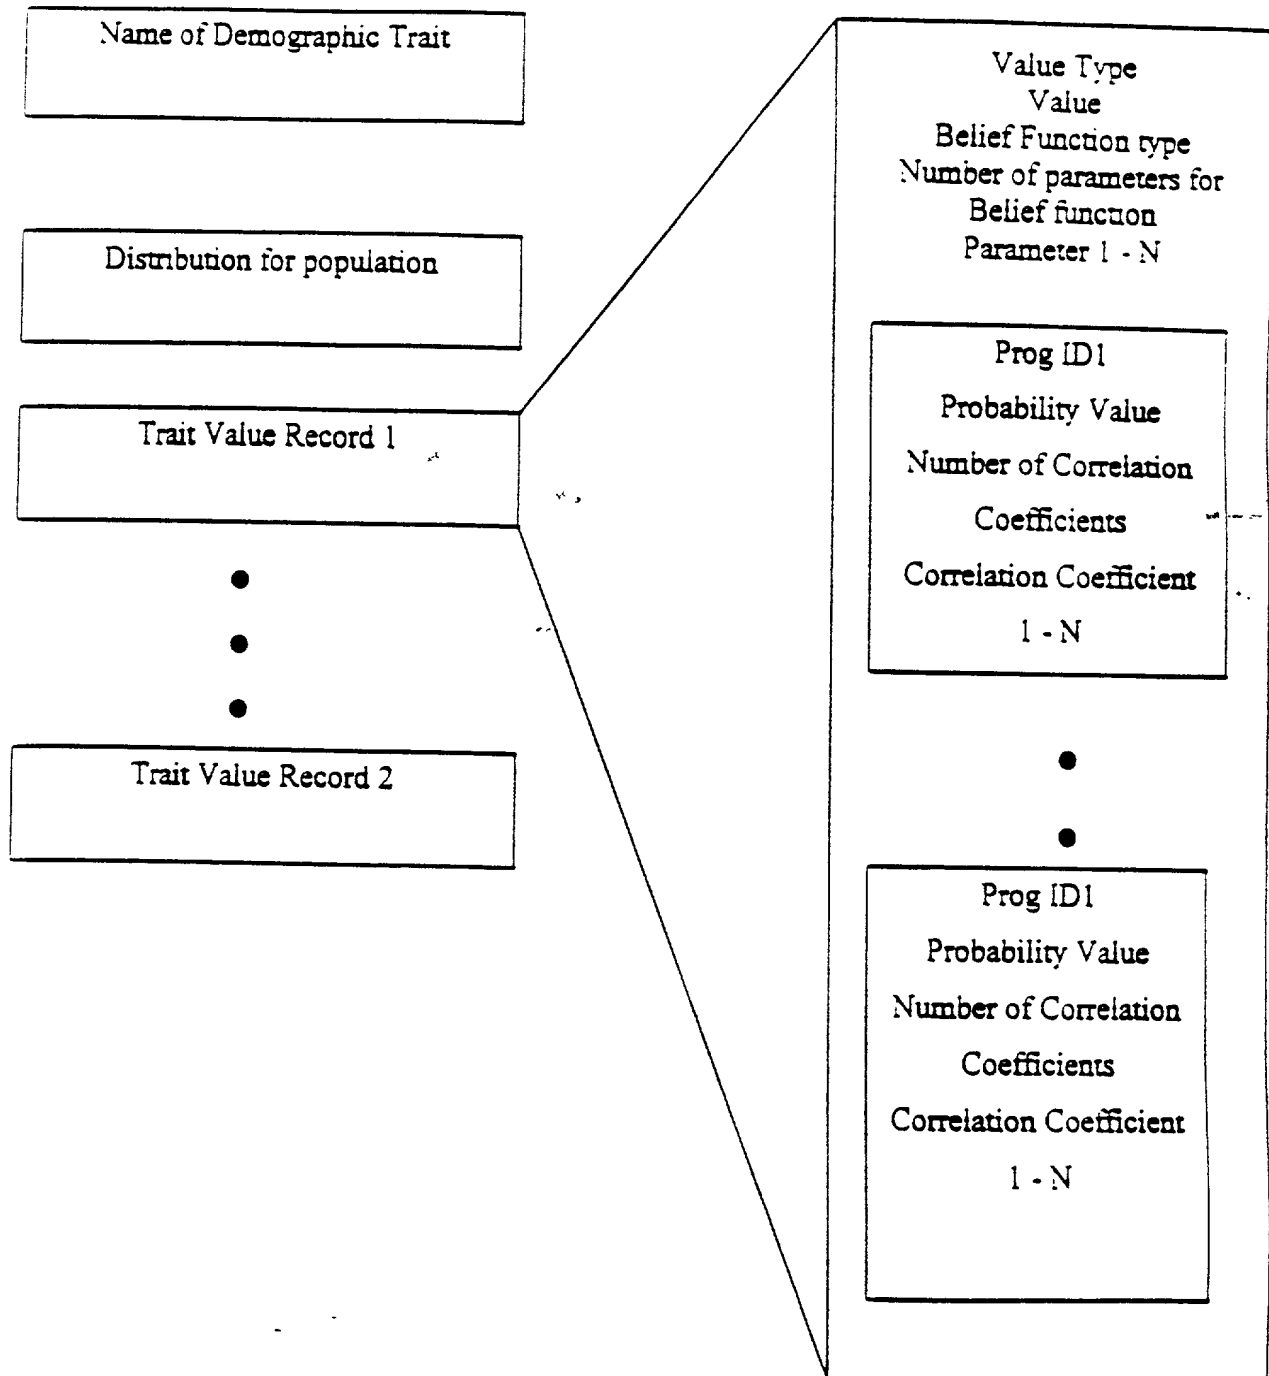 Name of Demographic Trait
Distribution for population
Trait Value Record 1
Trait Value Record 2
Value Type
Value
Belief Function type
Number of parameters for
Belief function
Parameter 1 - N
Prog ID1
Probability Value
Number of Correlation
Coefficients
Correlation Coefficient
1 - N
Prog ID1
Probability Value
Number of Correlation
Coefficients
Correlation Coefficient
1 - N